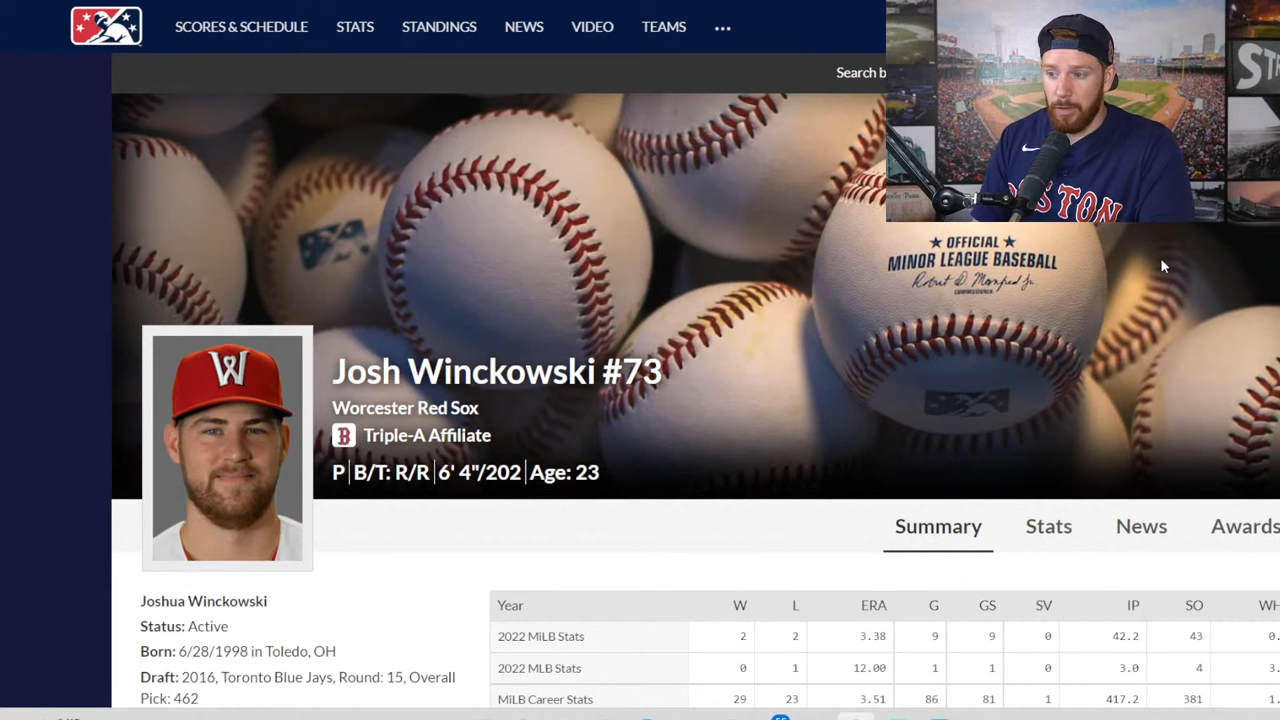 SCORES & SCHEDULE STATS STANDINGS NEWS VIDEO TEAMS
Search b
OFFICIAL
MINOR LEAGUE BASEBALL
BOSTON
Josh Winckowski #73
Worcester Red Sox
B Triple-A Affiliate
P B/T: R/R 6' 4"/202 Age: 23
W
Summary Stats News Awards
Joshua Winckowski
Status: Active
Born: 6/28/1998 in Toledo, OH
Draft: 2016, Toronto Blue Jays, Round: 15, Overall
Pick: 462
Year W L ERA G GS SV IP SO WH
2022 MiLB Stats 2 2 3.38 9 9 0 42.2 43 0.
2022 MLB Stats 0 1 12.00 1 1 0 3.0 4 3.
MiLB Career Stats 29 23 3.51 86 81 1 417.2 381 1.